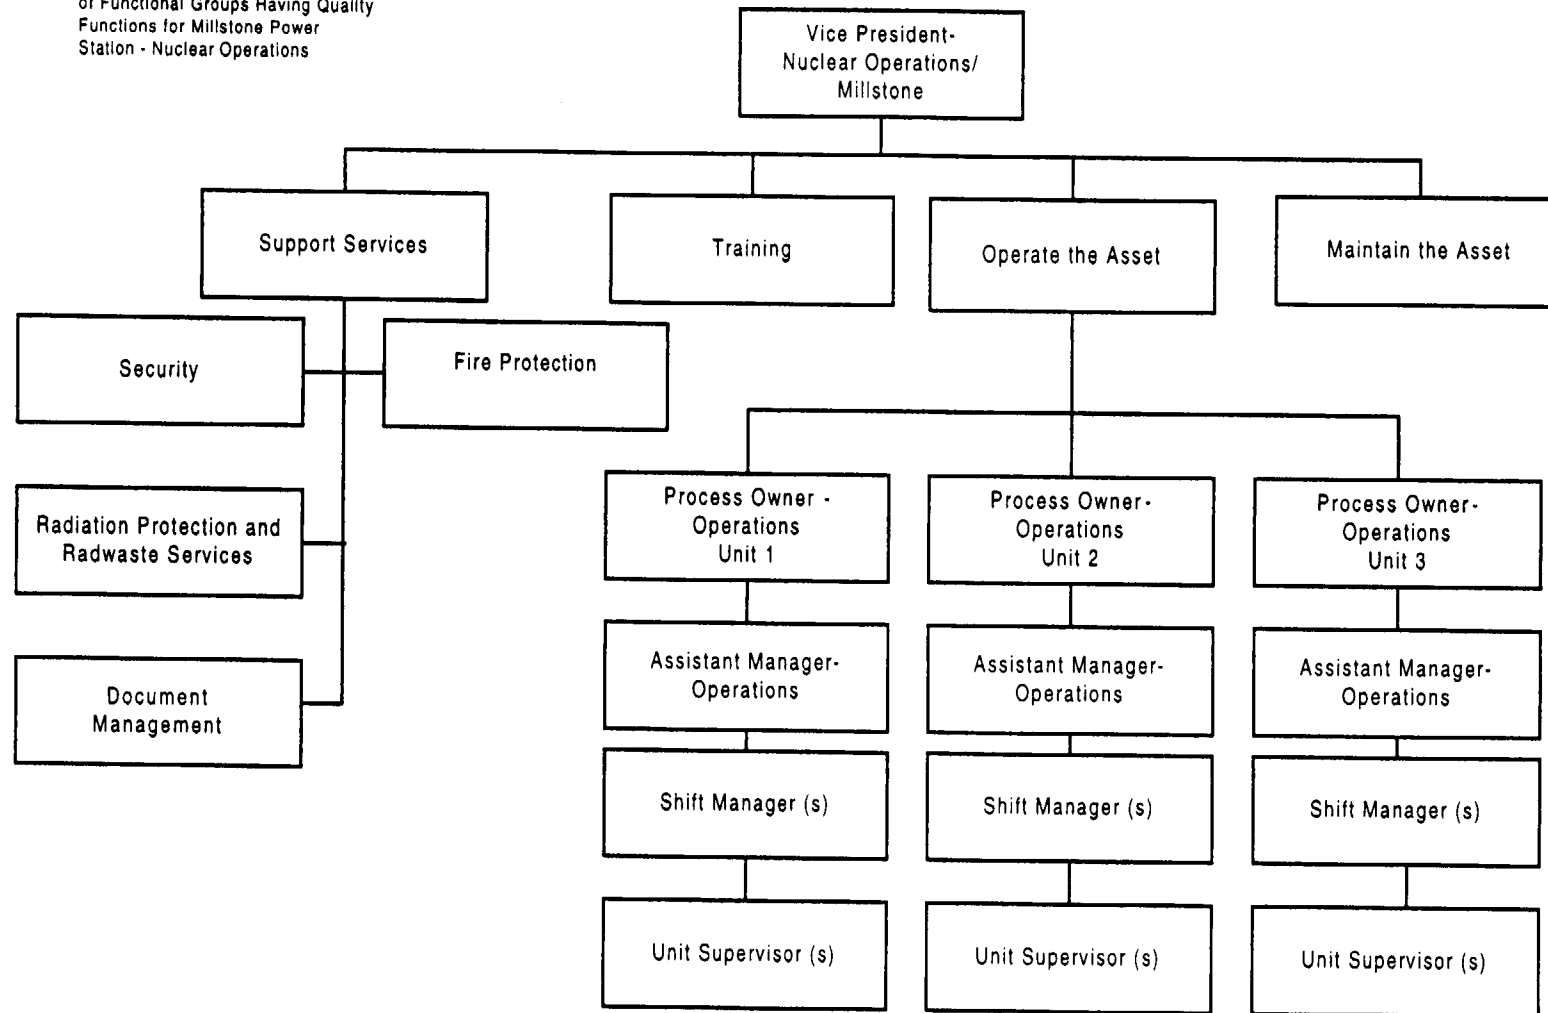 of Functional Groups Having Quality
Functions for Millstone Power
Station - Nuclear Operations
Vice President-
Nuclear Operations/
Millstone
Support Services
Training
Operate the Asset
Maintain the Asset
Security
Fire Protection
Radiation Protection and
Radwaste Services
Document
Management
Process Owner -
Operations
Unit 1
Process Owner-
Operations
Unit 2
Process Owner-
Operations
Unit 3
Assistant Manager-
Operations
Assistant Manager-
Operations
Assistant Manager-
Operations
Shift Manager (s)
Shift Manager (s)
Shift Manager (s)
Unit Supervisor (s)
Unit Supervisor (s)
Unit Supervisor (s)